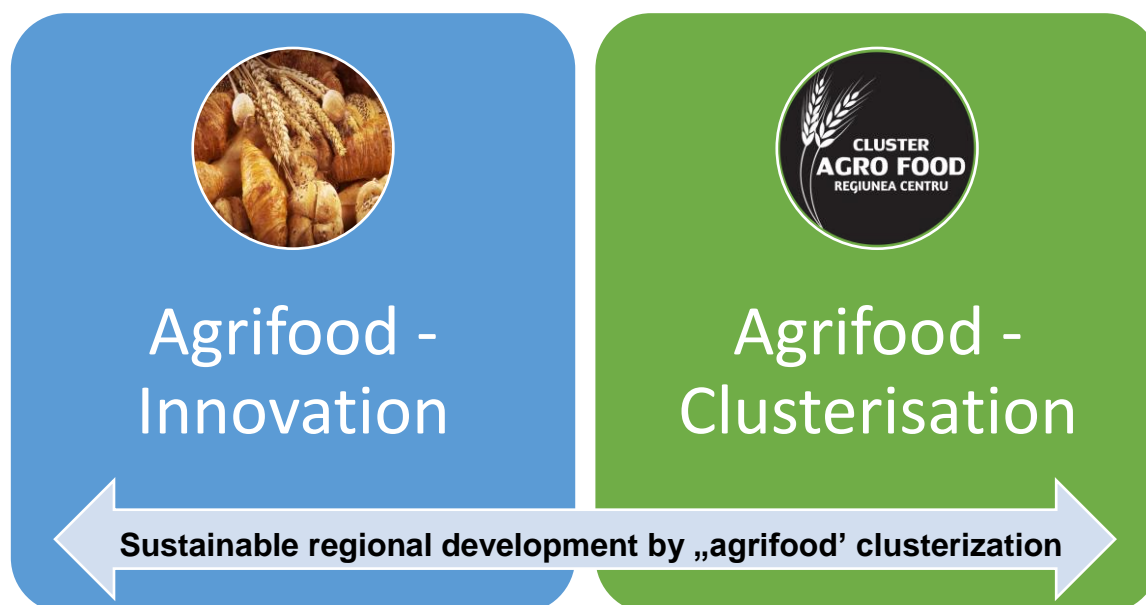 CLUSTER
AGRO FOOD
REGIUNEA CENTRU
Agrifood -
Innovation
Agrifood -
Clusterisation
Sustainable regional development by „agrifood’ clusterization